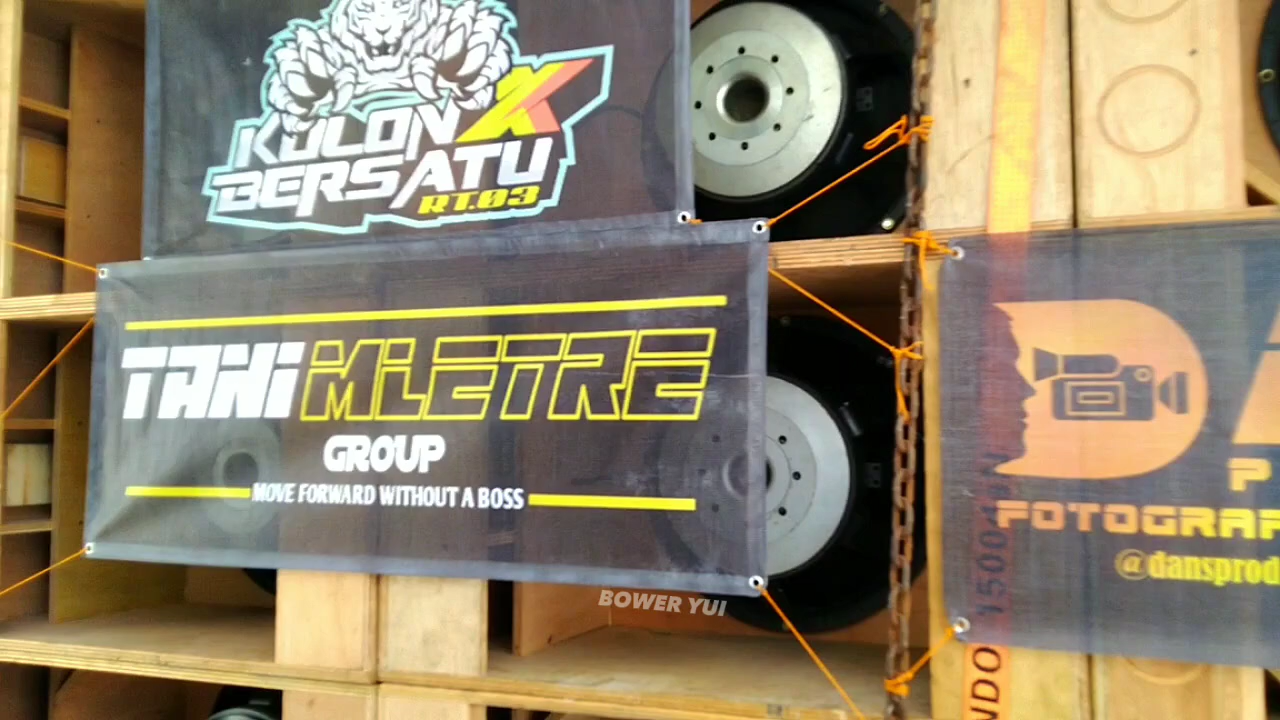 KULON X
BERSATU
RT.03
TANI MLETRE
GROUP
MOVE FORWARD WITHOUT A BOSS
BOWER YUI
P
FOTOGRAF
@dansprod